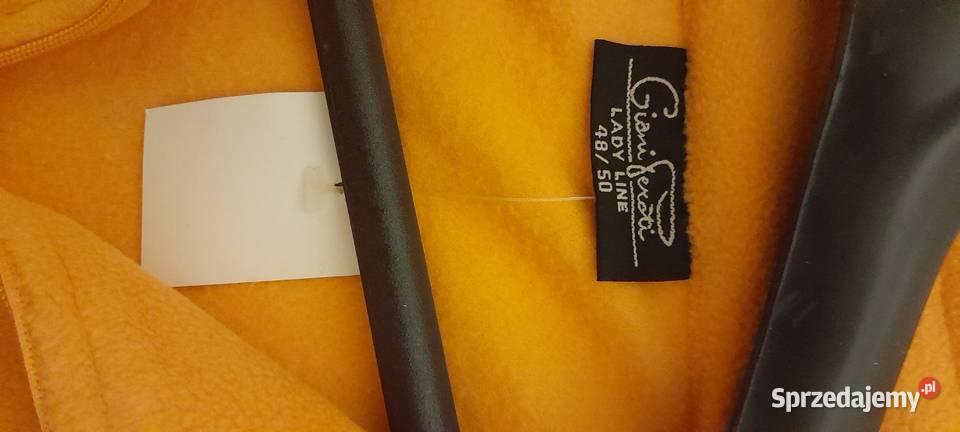 Giani Feroti
LADY LINE
48/50
Sprzedajemy.pl